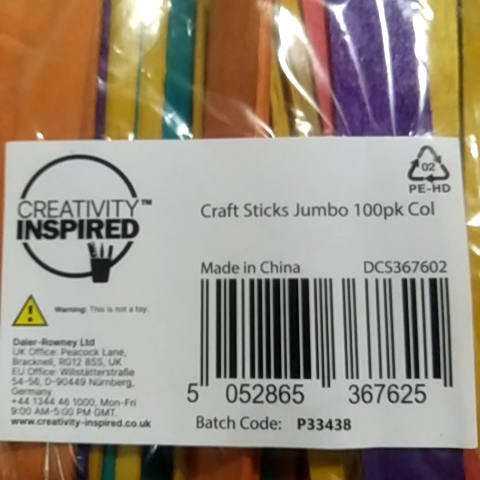 CREATIVITY™
INSPIRED
02
PE-HD
Craft Sticks Jumbo 100pk Col
Made in China DCS367602
Warning: This is not a toy.
Daler-Rowney Ltd
UK Office: Peacock Lane,
Bracknell, RG12 8SS, UK
EU Office: Willstätterstraße
54-56, D-90449 Nürnberg,
Germany
+44 1344 46 1000, Mon-Fri
9:00 AM-5:00 PM GMT.
www.creativity-inspired.co.uk
5 052865 367625
Batch Code: P33438